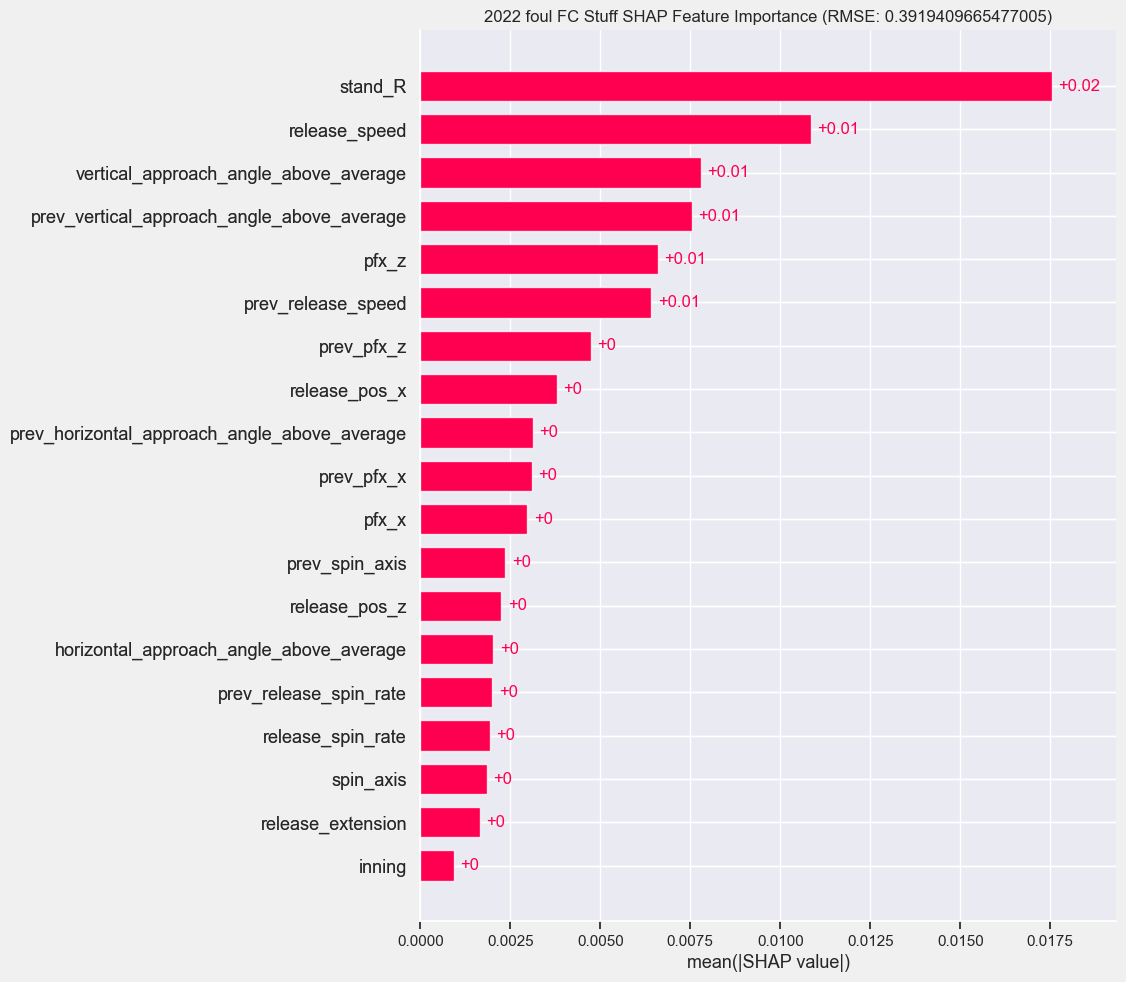 2022 foul FC Stuff SHAP Feature Importance (RMSE: 0.3919409665477005)
stand_R +0.02
release_speed +0.01
vertical_approach_angle_above_average +0.01
prev_vertical_approach_angle_above_average +0.01
pfx_z +0.01
prev_release_speed +0.01
prev_pfx_z +0
release_pos_x +0
prev_horizontal_approach_angle_above_average +0
prev_pfx_x +0
pfx_x +0
prev_spin_axis +0
release_pos_z +0
horizontal_approach_angle_above_average +0
prev_release_spin_rate +0
release_spin_rate +0
spin_axis +0
release_extension +0
inning +0
0.0000 0.0025 0.0050 0.0075 0.0100 0.0125 0.0150 0.0175
mean(|SHAP value|)